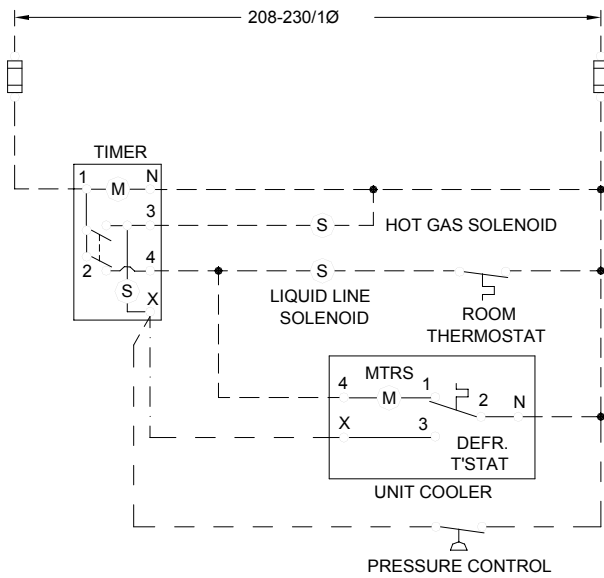 208-230/1Ø
TIMER
1 M N
3
2 4
S X
S HOT GAS SOLENOID
S
LIQUID LINE
SOLENOID
ROOM
THERMOSTAT
MTRS
4 M 1 2 N
X 3
DEFR.
T'STAT
UNIT COOLER
PRESSURE CONTROL